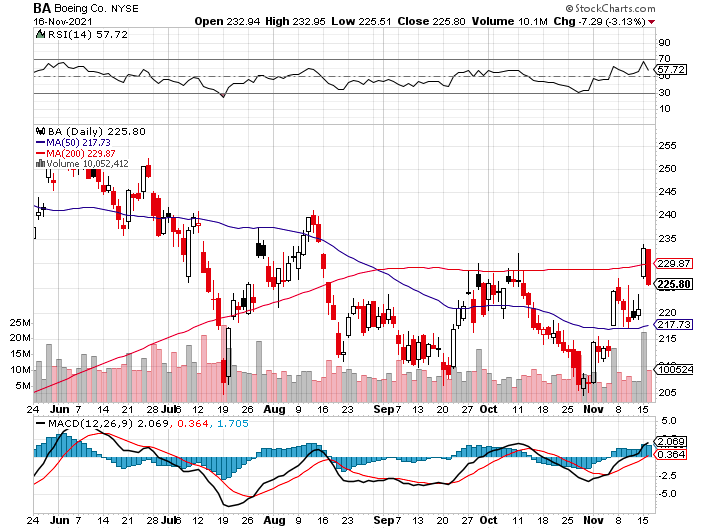 BA Boeing Co. NYSE © StockCharts.com
16-Nov-2021 Open 232.94 High 232.95 Low 225.51 Close 225.80 Volume 10.1M Chg -7.29 (-3.13%)
RSI(14) 57.72
90
70
57.72
50
30
10
BA (Daily) 225.80
MA(50) 217.73
MA(200) 229.87
Volume 10,052,412
255
250
245
240
235
229.87
225.80
220
217.73
215
210
205
25M
20M
15M
10M
5M
100524
24 Jun 7 14 21 28 Jul 6 12 19 26 Aug 9 16 23 Sep 7 13 20 27 Oct 11 18 25 Nov 8 15
MACD(12,26,9) 2.069, 0.364, 1.705
5.0
2.069
0.364
-2.5
-5.0
24 Jun 7 14 21 28 Jul 6 12 19 26 Aug 9 16 23 Sep 7 13 20 27 Oct 11 18 25 Nov 8 15